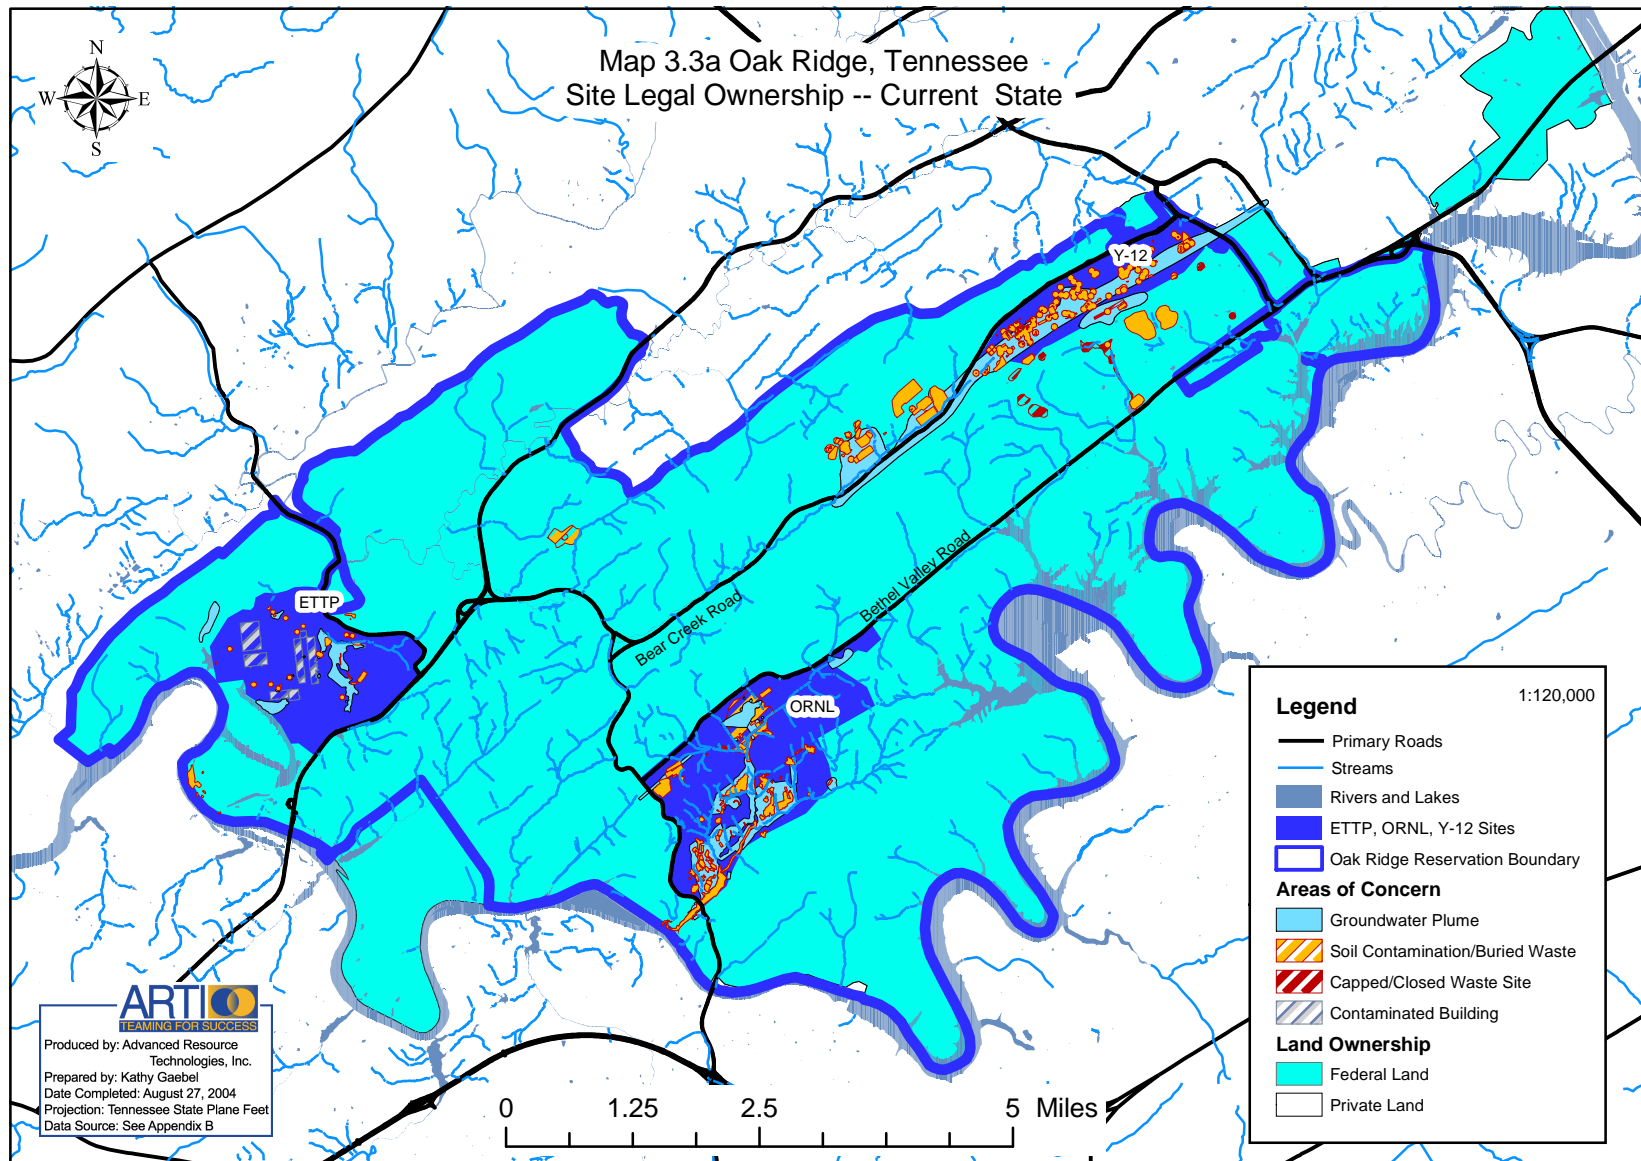 Map 3.3a Oak Ridge, Tennessee
Site Legal Ownership -- Current State
N
W E
S
Y-12
ETTP
Bear Creek Road
Bethel Valley Road
ORNL
Legend
1:120,000
Primary Roads
Streams
Rivers and Lakes
ETTP, ORNL, Y-12 Sites
Oak Ridge Reservation Boundary
Areas of Concern
Groundwater Plume
Soil Contamination/Buried Waste
Capped/Closed Waste Site
Contaminated Building
Land Ownership
Federal Land
Private Land
ARTI
TEAMING FOR SUCCESS
Produced by: Advanced Resource
Technologies, Inc.
Prepared by: Kathy Gaebel
Date Completed: August 27, 2004
Projection: Tennessee State Plane Feet
Data Source: See Appendix B
0 1.25 2.5 5 Miles